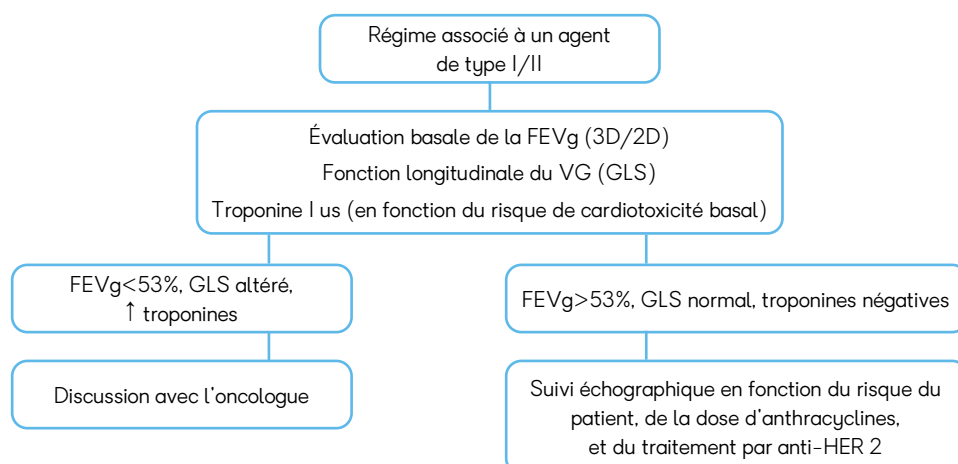 Régime associé à un agent
de type I/II
Évaluation basale de la FEVg (3D/2D)
Fonction longitudinale du VG (GLS)
Troponine I us (en fonction du risque de cardiotoxicité basal)
FEVg<53%, GLS altéré,
↑ troponines
FEVg>53%, GLS normal, troponines négatives
Discussion avec l'oncologue
Suivi échographique en fonction du risque du
patient, de la dose d'anthracyclines,
et du traitement par anti-HER 2